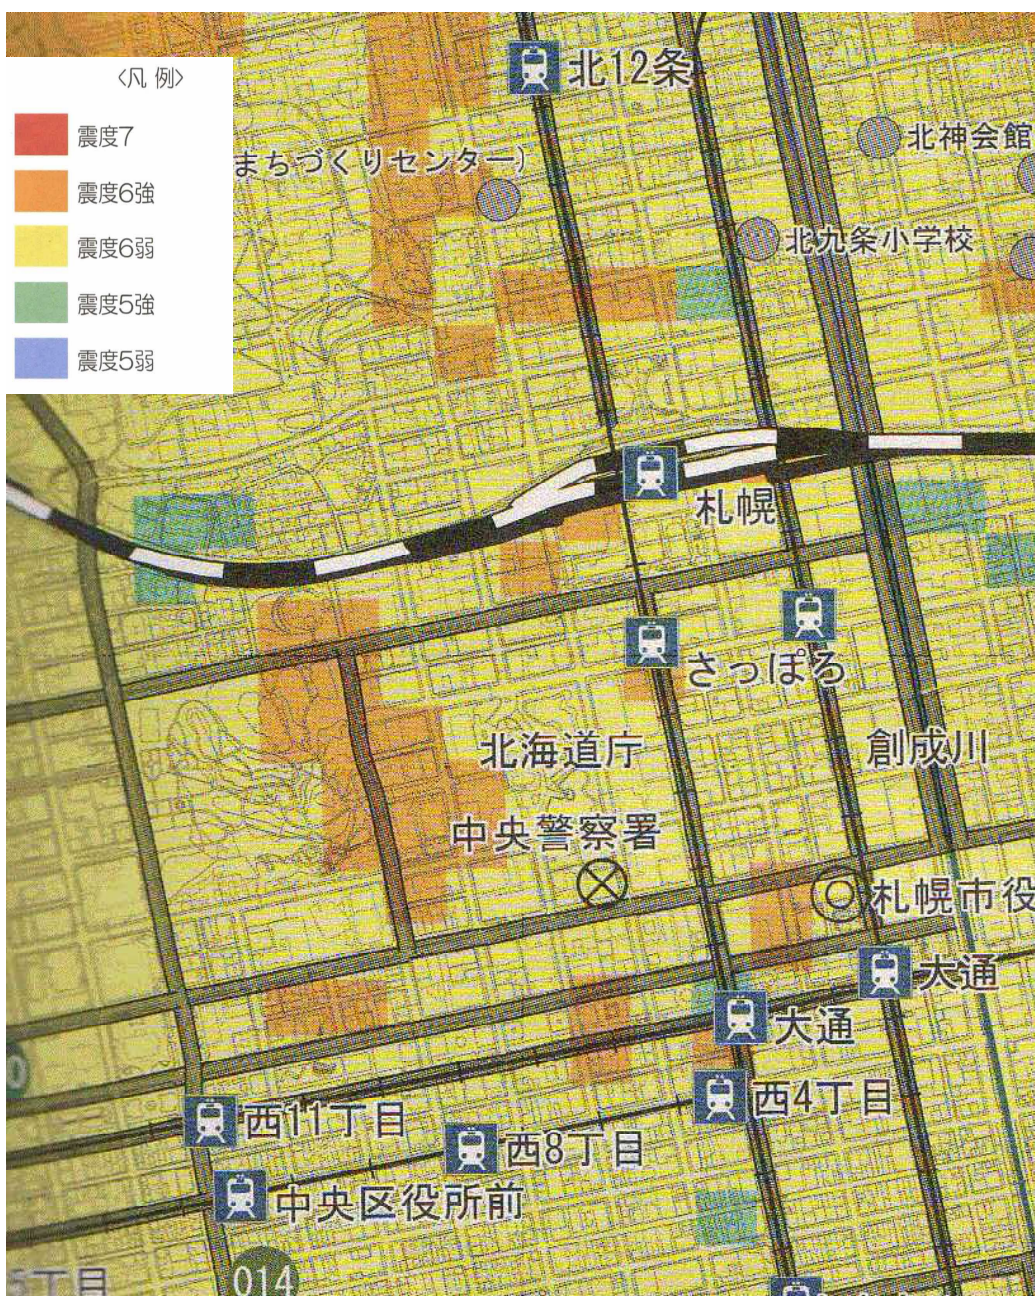 〈凡 例〉
震度7
震度6強
震度6弱
震度5強
震度5弱
北12条
まちづくりセンター)
北神会館
北九条小学校
札幌
さっぽろ
北海道庁
創成川
中央警察署
札幌市役
大通
大通
西4丁目
西11丁目
西8丁目
中央区役所前
014
丁目